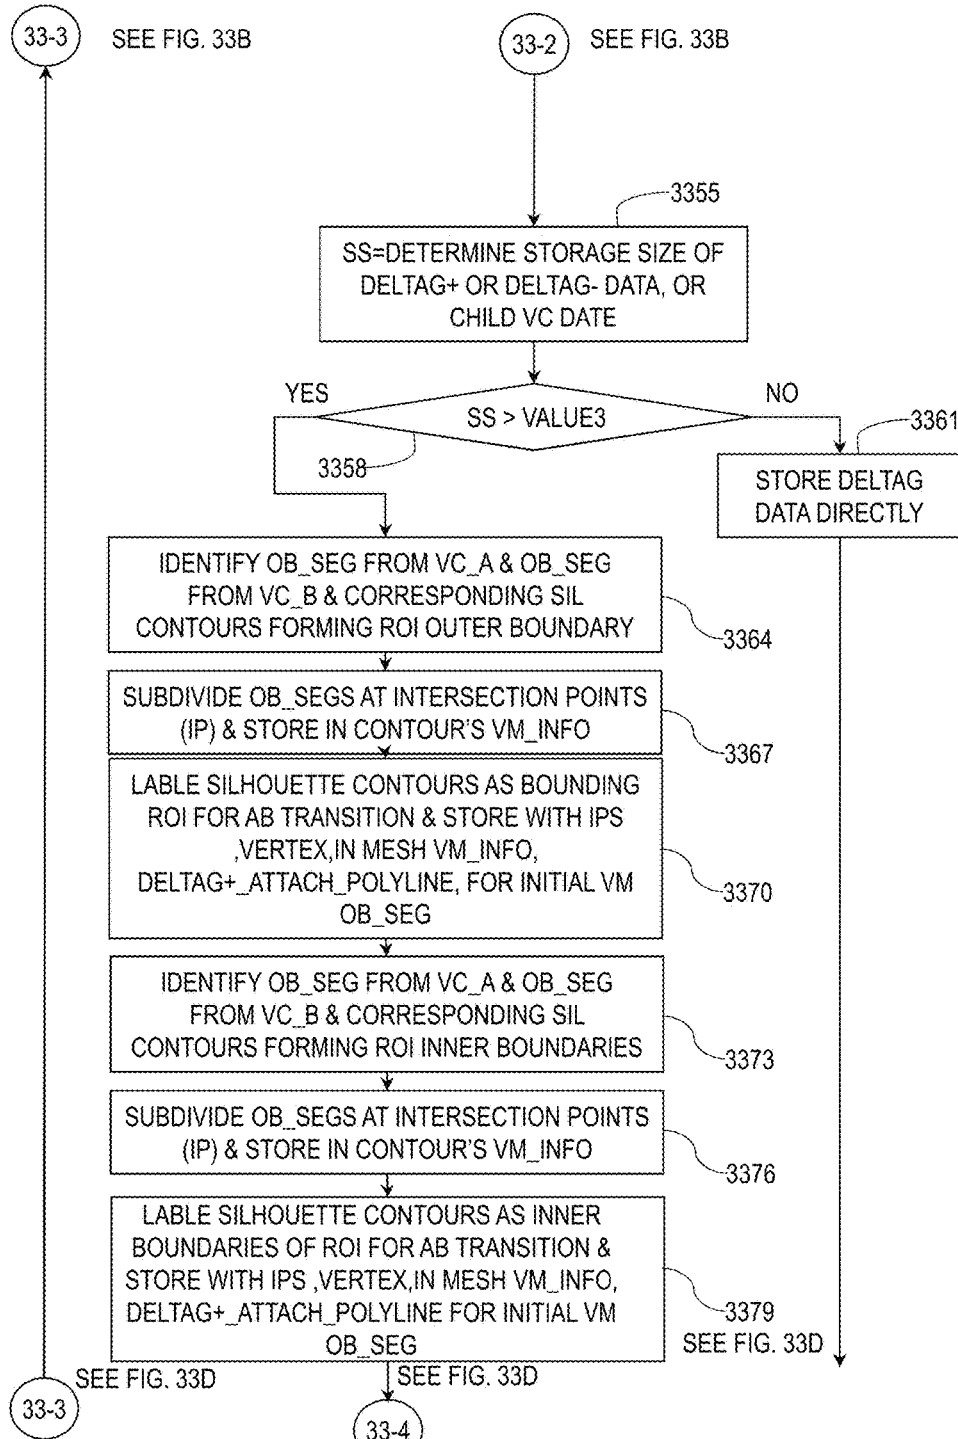 33-3
SEE FIG. 33B
33-2
SEE FIG. 33B
3355
SS=DETERMINE STORAGE SIZE OF
DELTAG+ OR DELTAG- DATA, OR
CHILD VC DATE
YES
SS > VALUE3
NO
3358
3361
STORE DELTAG
DATA DIRECTLY
IDENTIFY OB_SEG FROM VC_A & OB_SEG
FROM VC_B & CORRESPONDING SIL
CONTOURS FORMING ROI OUTER BOUNDARY
3364
SUBDIVIDE OB_SEGS AT INTERSECTION POINTS
(IP) & STORE IN CONTOUR'S VM_INFO
3367
LABLE SILHOUETTE CONTOURS AS BOUNDING
ROI FOR AB TRANSITION & STORE WITH IPS
,VERTEX,IN MESH VM_INFO,
DELTAG+_ATTACH_POLYLINE, FOR INITIAL VM
OB_SEG
3370
IDENTIFY OB_SEG FROM VC_A & OB_SEG
FROM VC_B & CORRESPONDING SIL
CONTOURS FORMING ROI INNER BOUNDARIES
3373
SUBDIVIDE OB_SEGS AT INTERSECTION POINTS
(IP) & STORE IN CONTOUR'S VM_INFO
3376
LABLE SILHOUETTE CONTOURS AS INNER
BOUNDARIES OF ROI FOR AB TRANSITION &
STORE WITH IPS ,VERTEX,IN MESH VM_INFO,
DELTAG+_ATTACH_POLYLINE FOR INITIAL VM
OB_SEG
3379
SEE FIG. 33D
SEE FIG. 33D
SEE FIG. 33D
33-3
33-4